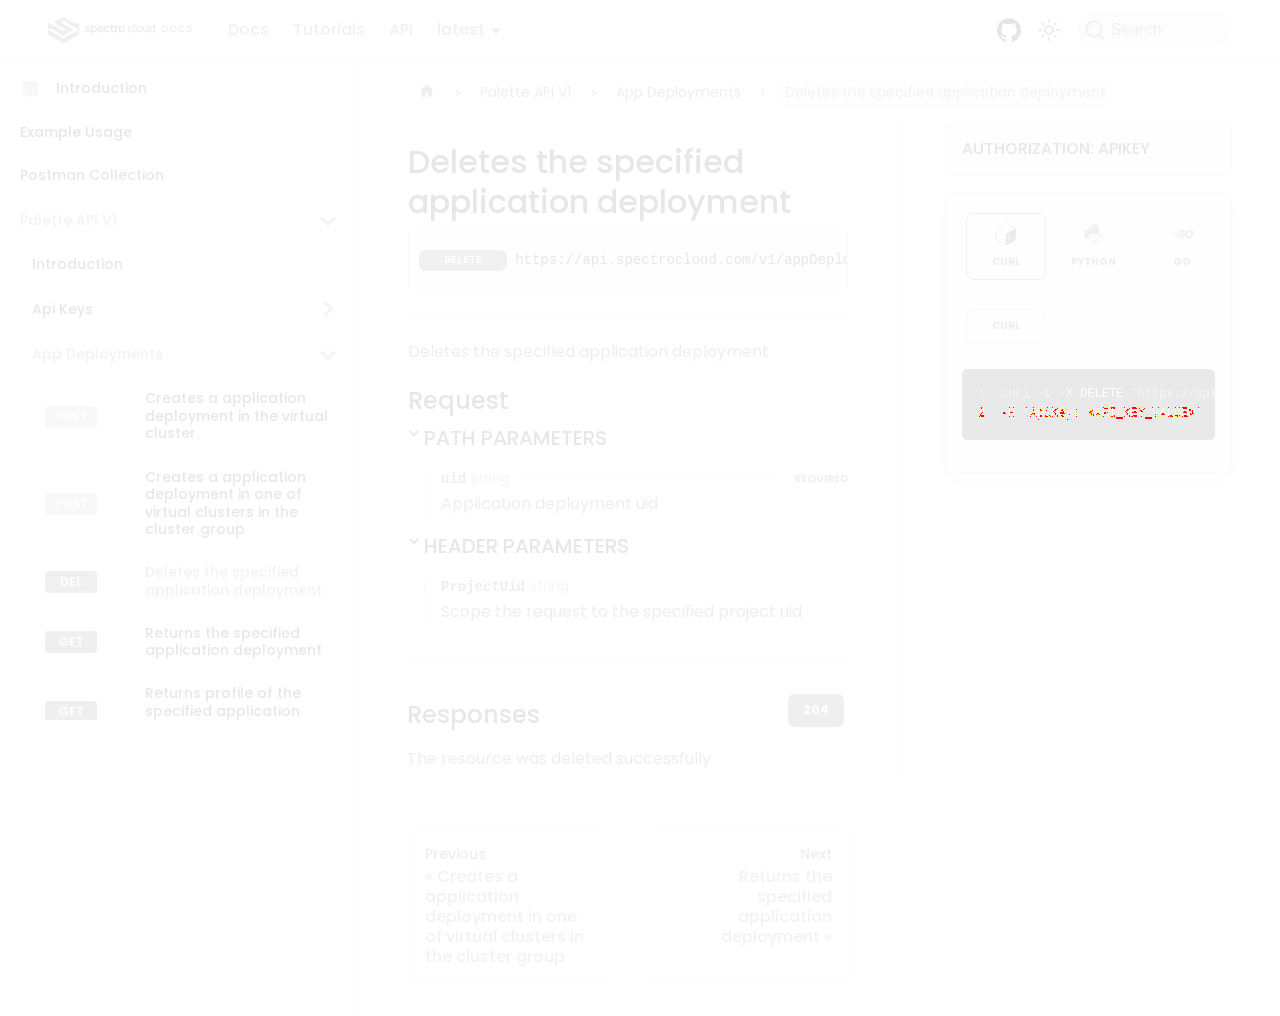 spectro cloud DOCS
Docs
Tutorials
API
latest
Search
Introduction
Example Usage
Postman Collection
Palette API V1
Introduction
Api Keys
App Deployments
POST
Creates a application
deployment in the virtual
cluster
POST
Creates a application
deployment in one of
virtual clusters in the
cluster group
DEL
Deletes the specified
application deployment
GET
Returns the specified
application deployment
GET
Returns profile of the
specified application
Palette API V1
App Deployments
Deletes the specified application deployment
Deletes the specified
application deployment
DELETE
https://api.spectrocloud.com/v1/appDeplo
Deletes the specified application deployment
Request
PATH PARAMETERS
uid string
REQUIRED
Application deployment uid
HEADER PARAMETERS
ProjectUid string
Scope the request to the specified project uid
Responses
204
The resource was deleted successfully
Previous
« Creates a
application
deployment in one
of virtual clusters in
the cluster group
Next
Returns the
specified
application
deployment »
AUTHORIZATION: APIKEY
CURL
PYTHON
GO
GO
CURL
1 curl -L -X DELETE 'https://api
2 -H 'ApiKey: <API_KEY_VALUE>'